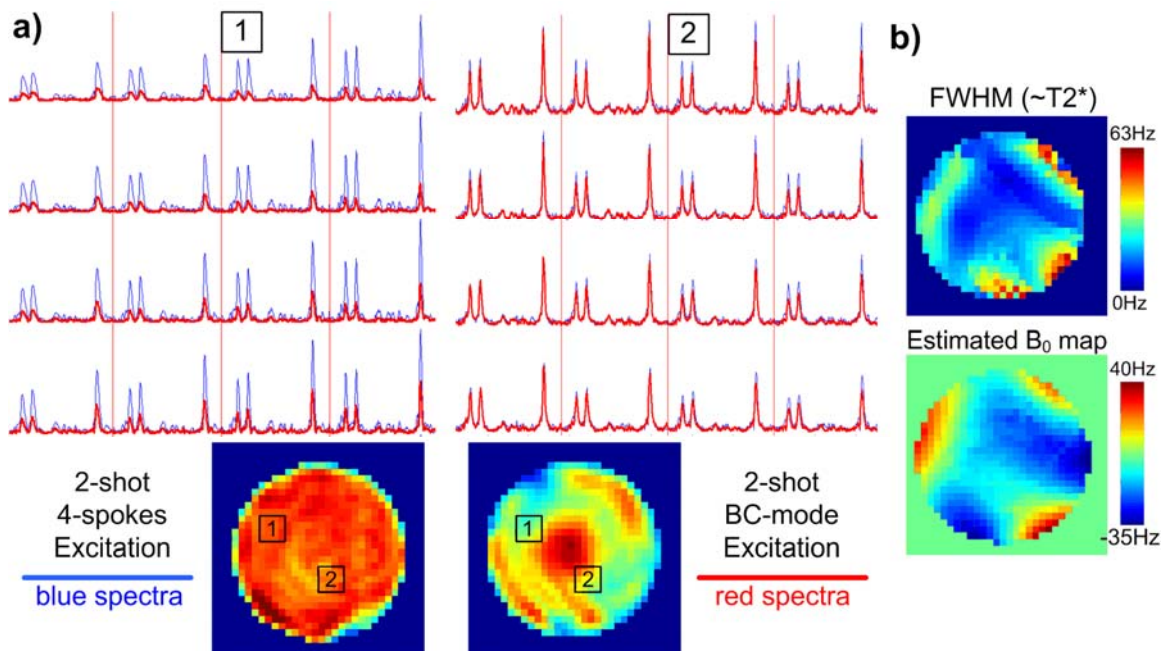 a)
1
2
b)
FWHM (~T2*)
63Hz
0Hz
Estimated B₀ map
40Hz
-35Hz
2-shot
4-spokes
Excitation
blue spectra
1
2
1
2
2-shot
BC-mode
Excitation
red spectra